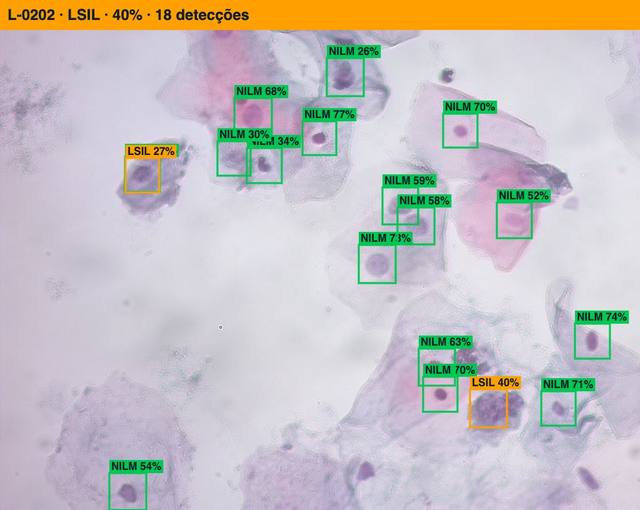 L-0202 · LSIL · 40% · 18 detecções
NILM 26%
NILM 68%
NILM 70%
NILM 77%
NILM 30%
34%
LSIL 27%
NILM 59%
NILM 52%
NILM 58%
NILM
NILM 74%
NILM 63%
NILM 70%
LSIL 40%
NILM 71%
NILM 54%